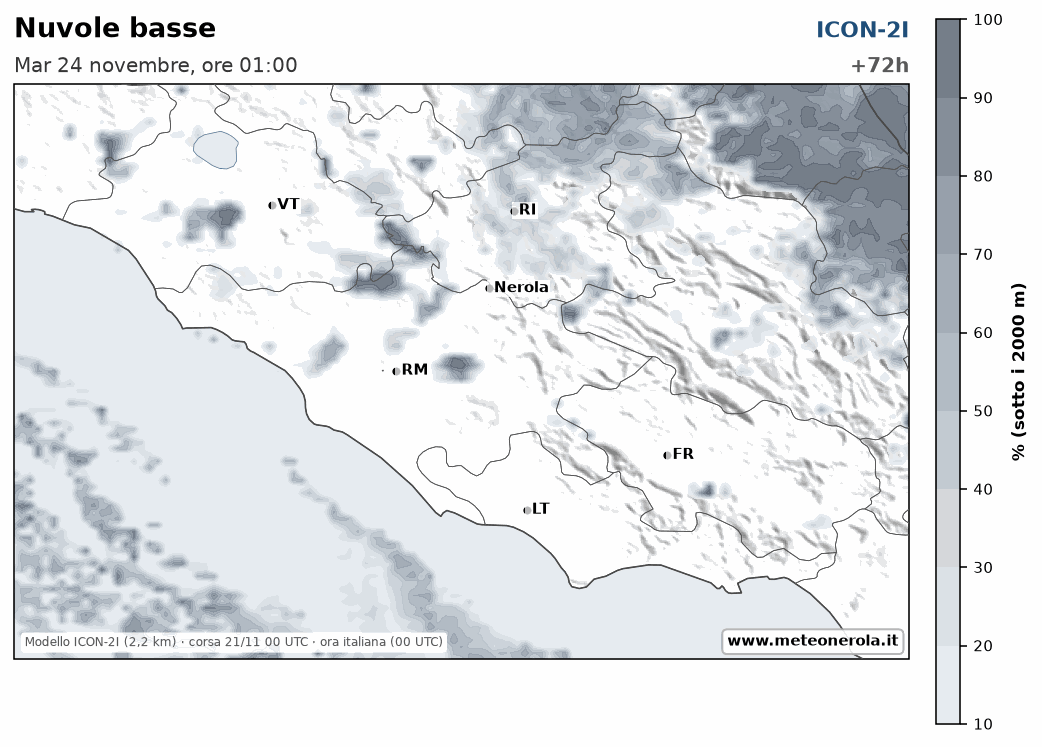 Nuvole basse
ICON-2I
Mar 24 novembre, ore 01:00
+72h
VT
RI
Nerola
RM
FR
LT
Modello ICON-2I (2,2 km) · corsa 21/11 00 UTC · ora italiana (00 UTC)
www.meteonerola.it
100
90
80
70
60
50
40
30
20
10
% (sotto i 2000 m)